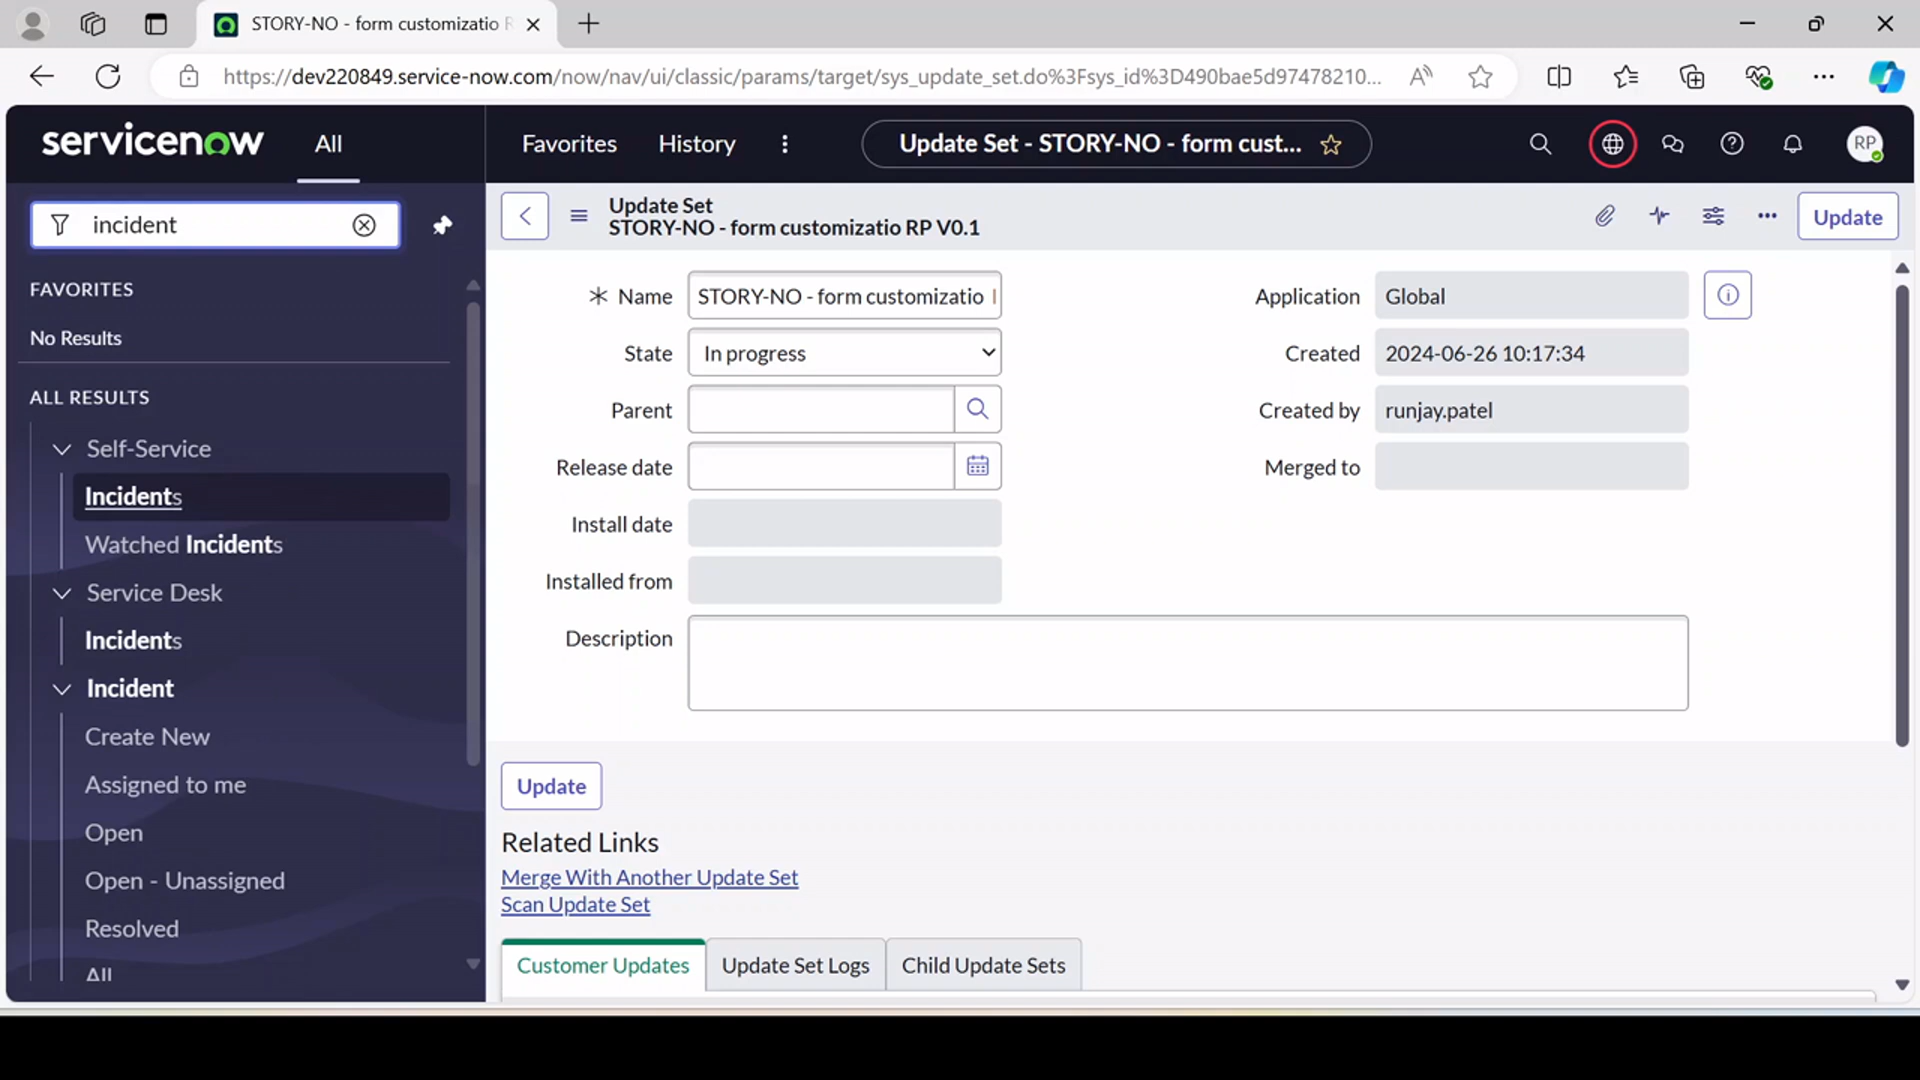 STORY-NO - form customizatio R
https://dev220849.service-now.com/now/nav/ui/classic/params/target/sys_update_set.do%3Fsys_id%3D490bae5d97478210...
servicenow
All
Favorites
History
Update Set - STORY-NO - form cust...
RP
incident
FAVORITES
No Results
ALL RESULTS
Self-Service
Incidents
Watched Incidents
Service Desk
Incidents
Incident
Create New
Assigned to me
Open
Open - Unassigned
Resolved
All
Update Set
STORY-NO - form customizatio RP V0.1
Update
Name
STORY-NO - form customizatio
State
In progress
Parent
Release date
Install date
Installed from
Description
Application
Global
Created
2024-06-26 10:17:34
Created by
runjay.patel
Merged to
Update
Related Links
Merge With Another Update Set
Scan Update Set
Customer Updates
Update Set Logs
Child Update Sets